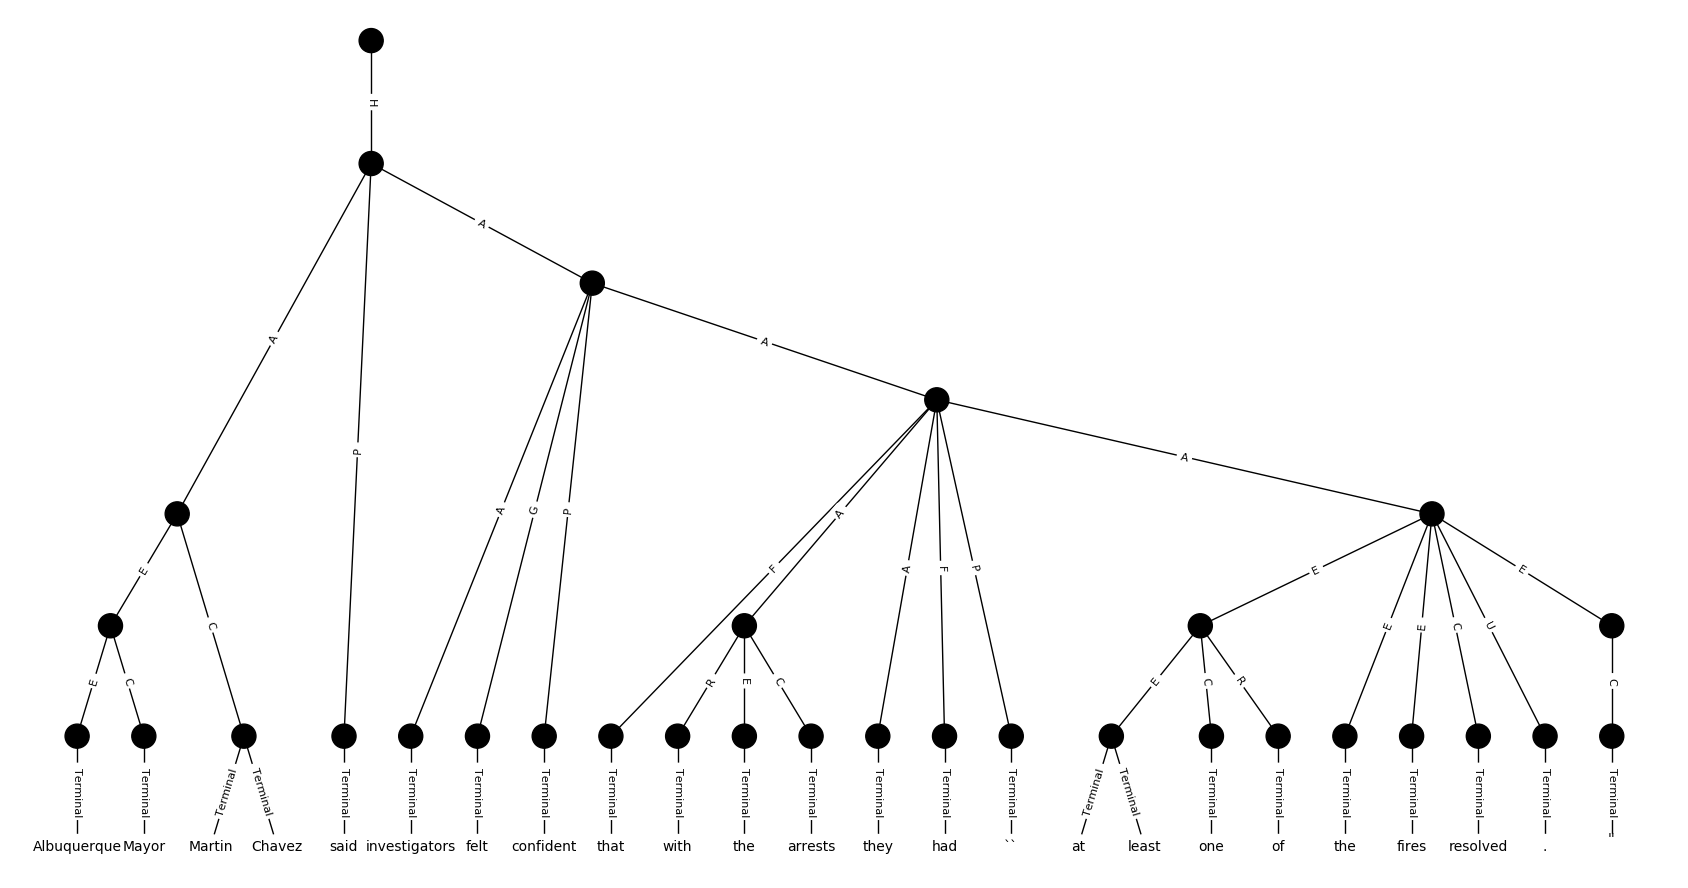 H
A
A
A
P
A
A
A G P A
E F A F P E E
C E E C U
E C R E C E C R C
Terminal Terminal Terminal Terminal Terminal Terminal Terminal Terminal Terminal Terminal Terminal Terminal Terminal Terminal Terminal Terminal Terminal Terminal Terminal Terminal Terminal Terminal Terminal Terminal Terminal
Albuquerque Mayor Martin Chavez said investigators felt confident that with the arrests they had `` at least one of the fires resolved . "